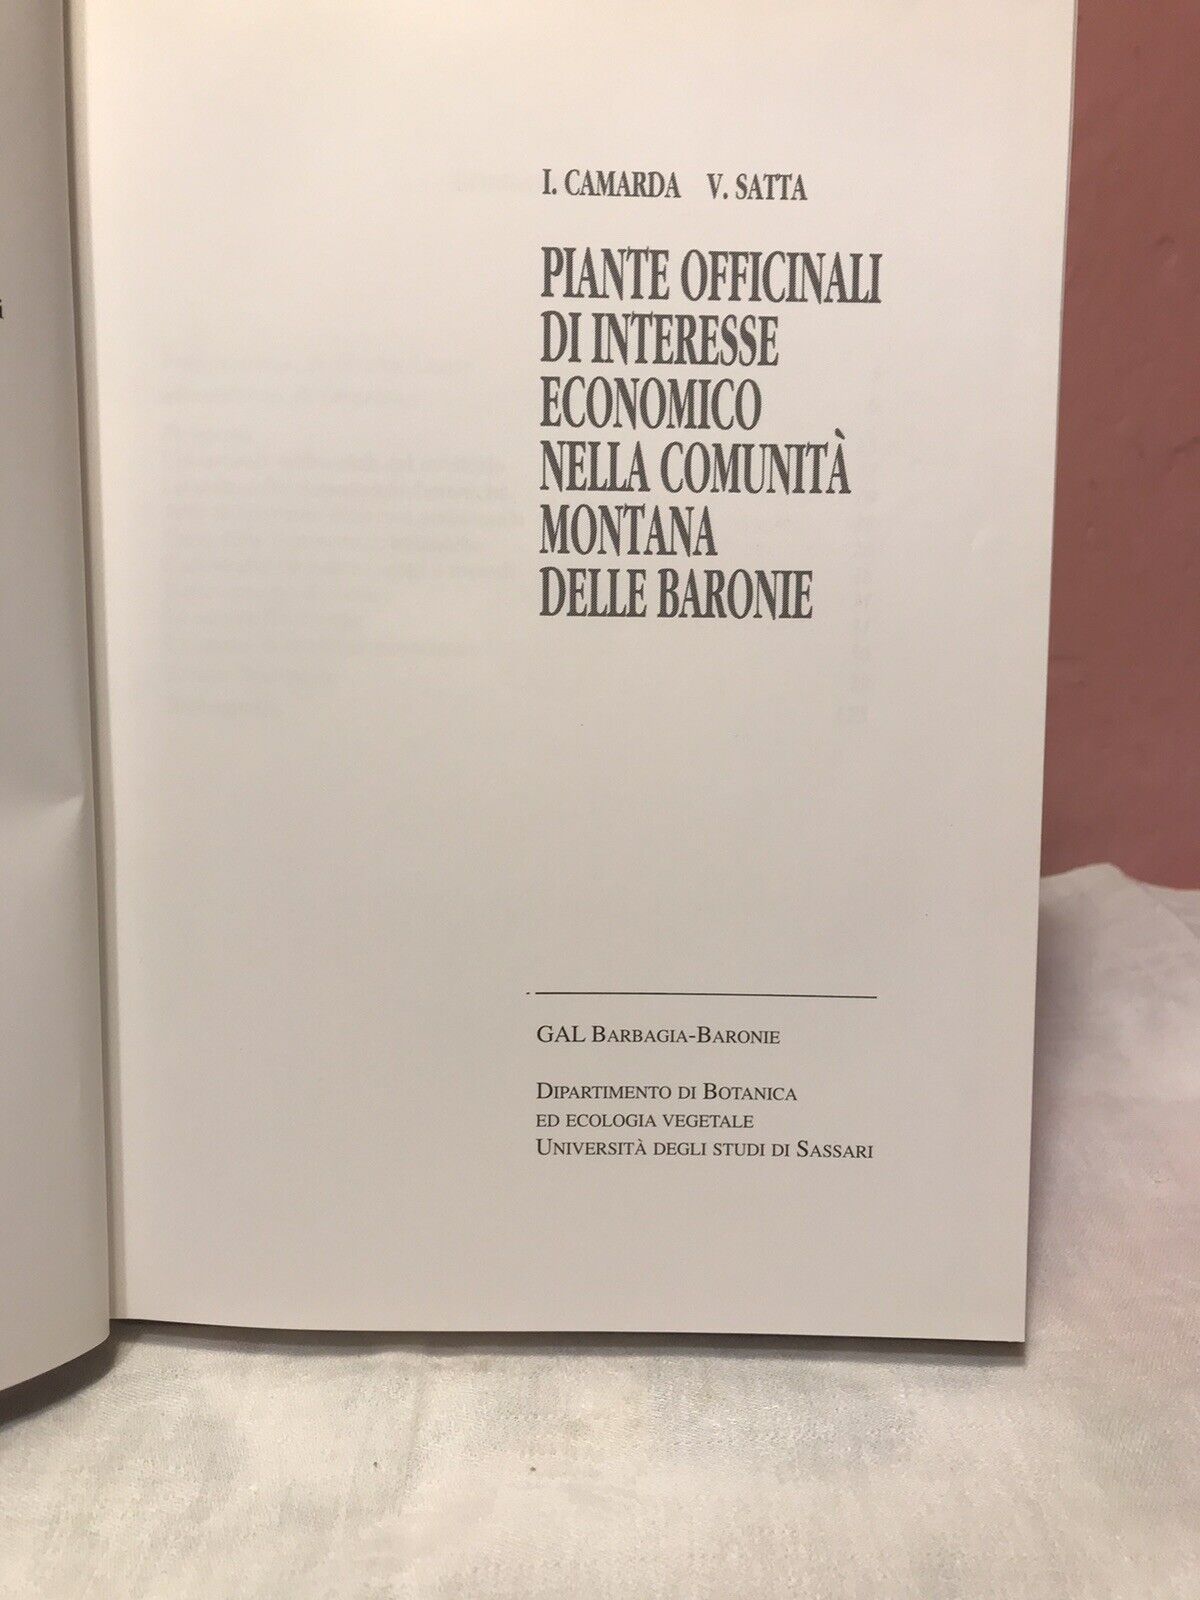 i
I. CAMARDA V. SATTA
PIANTE OFFICINALI
DI INTERESSE
ECONOMICO
NELLA COMUNITÀ
MONTANA
DELLE BARONIE
GAL BARBAGIA-BARONIE
DIPARTIMENTO DI BOTANICA
ED ECOLOGIA VEGETALE
UNIVERSITÀ DEGLI STUDI DI SASSARI